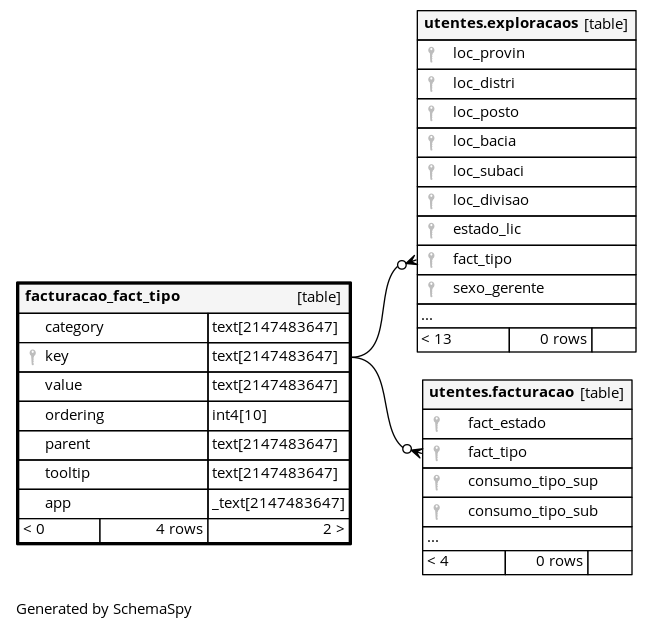 utentes.exploracaos [table]
loc_provin
loc_distri
loc_posto
loc_bacia
loc_subaci
loc_divisao
estado_lic
fact_tipo
sexo_gerente
...
< 13 0 rows
facturacao_fact_tipo [table]
category text[2147483647]
key text[2147483647]
value text[2147483647]
ordering int4[10]
parent text[2147483647]
tooltip text[2147483647]
app _text[2147483647]
< 0 4 rows 2 >
utentes.facturacao [table]
fact_estado
fact_tipo
consumo_tipo_sup
consumo_tipo_sub
...
< 4 0 rows
Generated by SchemaSpy